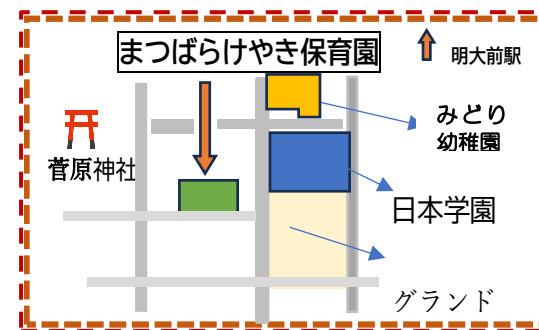 まつばらけやき保育園
明大前駅
みどり
幼稚園
菅原神社
日本学園
グランド